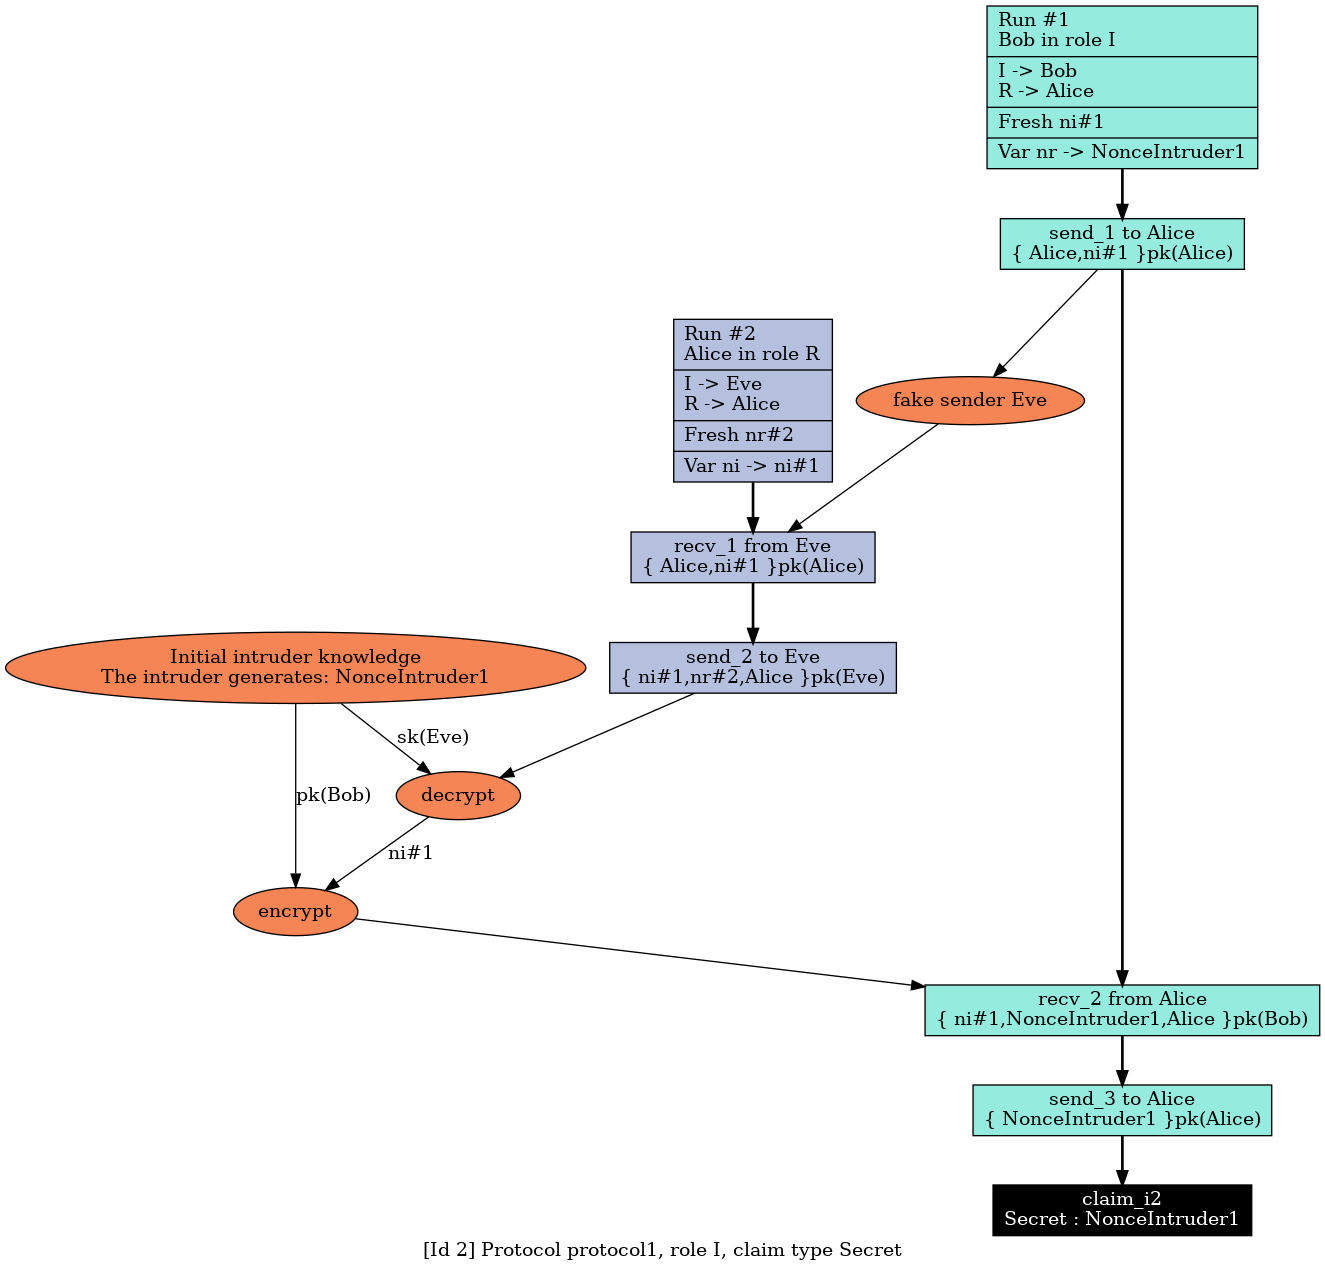 Run #1
Bob in role I
I -> Bob
R -> Alice
Fresh ni#1
Var nr -> NonceIntruder1
send_1 to Alice
{ Alice,ni#1 }pk(Alice)
Run #2
Alice in role R
I -> Eve
R -> Alice
Fresh nr#2
Var ni -> ni#1
fake sender Eve
recv_1 from Eve
{ Alice,ni#1 }pk(Alice)
Initial intruder knowledge
The intruder generates: NonceIntruder1
send_2 to Eve
{ ni#1,nr#2,Alice }pk(Eve)
sk(Eve)
pk(Bob)
decrypt
ni#1
encrypt
recv_2 from Alice
{ ni#1,NonceIntruder1,Alice }pk(Bob)
send_3 to Alice
{ NonceIntruder1 }pk(Alice)
claim_i2
Secret : NonceIntruder1
[Id 2] Protocol protocol1, role I, claim type Secret